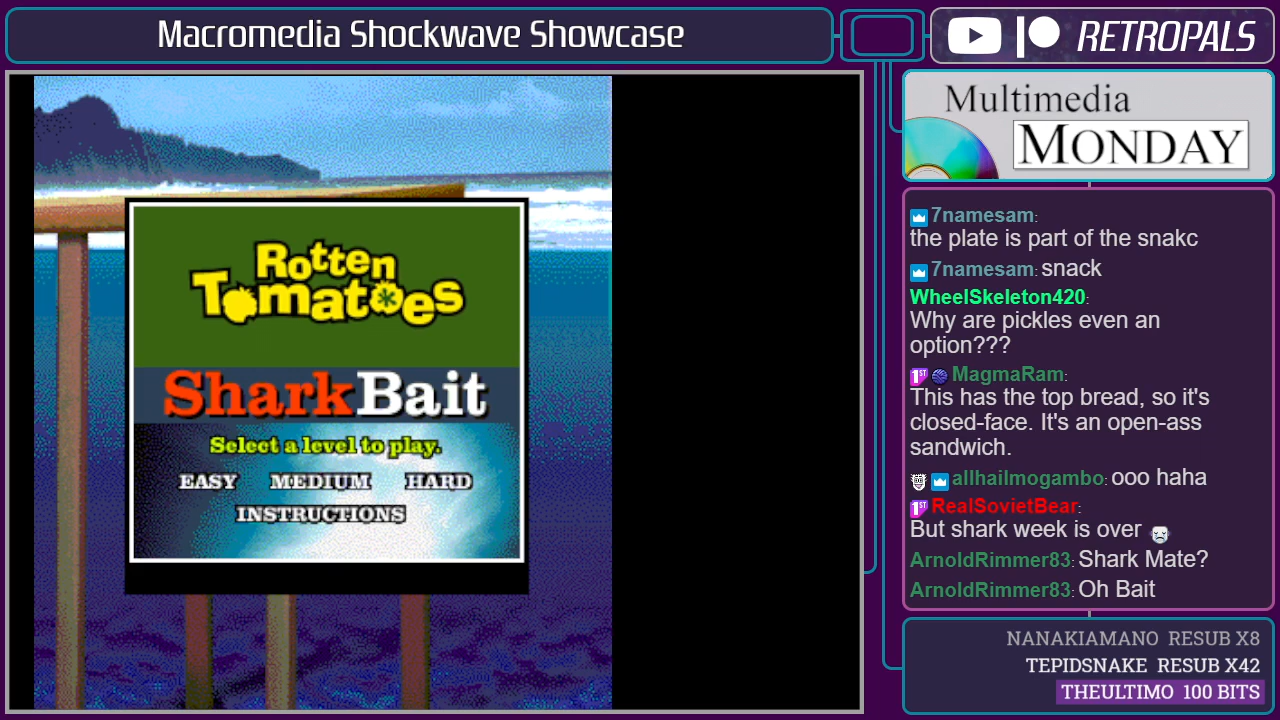 Macromedia Shockwave Showcase
RETROPALS
Multimedia
MONDAY
Rotten
Tomatoes
SharkBait
Select a level to play.
EASY MEDIUM HARD
INSTRUCTIONS
7namesam:
the plate is part of the snakc
7namesam: snack
WheelSkeleton420:
Why are pickles even an
option???
1ST MagmaRam:
This has the top bread, so it's
closed-face. It's an open-ass
sandwich.
allhailmogambo: ooo haha
1ST RealSovietBear:
But shark week is over
ArnoldRimmer83: Shark Mate?
ArnoldRimmer83: Oh Bait
NANAKIAMANO RESUB X8
TEPIDSNAKE RESUB X42
THEULTIMO 100 BITS